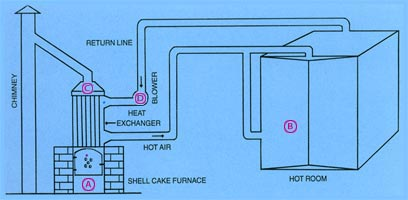 RETURN LINE
CHIMNEY
BLOWER
C
D
HEAT
EXCHANGER
B
HOT AIR
A
SHELL CAKE FURNACE
HOT ROOM